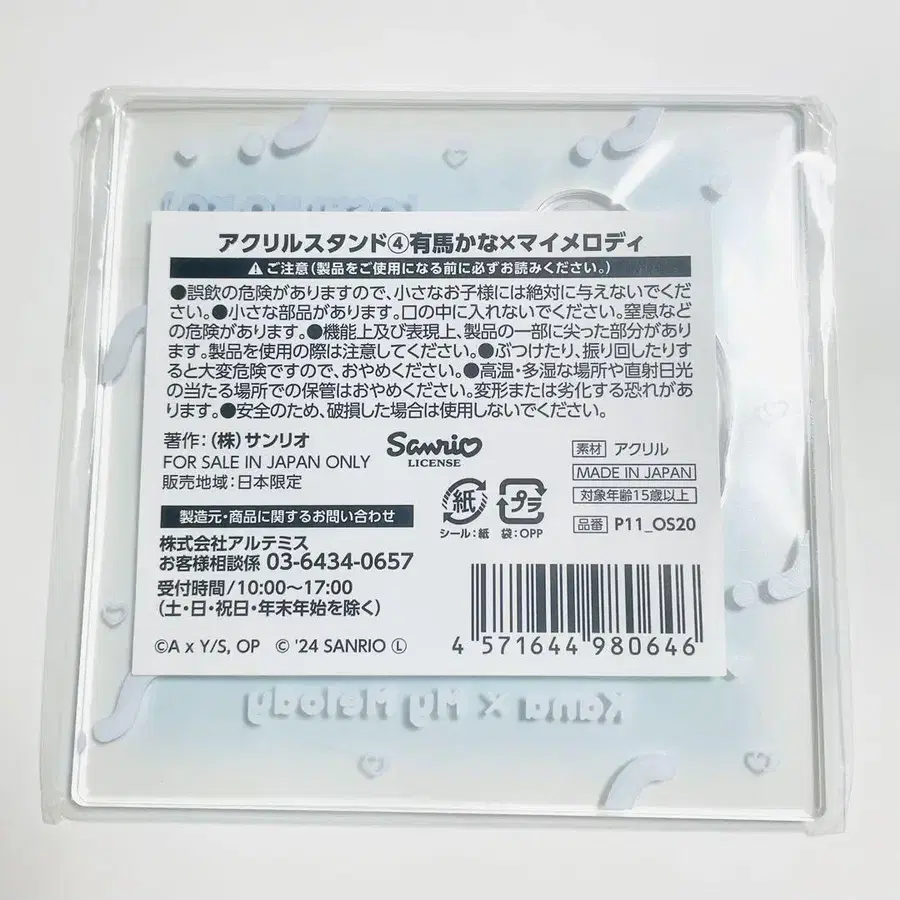 アクリルスタンド④有馬かな×マイメロディ
⚠ご注意(製品をご使用になる前に必ずお読みください。)
●誤飲の危険がありますので、小さなお子様には絶対に与えないでくだ
さい。●小さな部品があります。口の中に入れないでください。窒息など
の危険があります。●機能上及び表現上、製品の一部に尖った部分があり
ます。製品を使用の際は注意してください。●ぶつけたり、振り回したりす
ると大変危険ですので、おやめください。●高温・多湿な場所や直射日光
の当たる場所での保管はおやめください。変形または劣化する恐れがあ
ります。●安全のため、破損した場合は使用しないでください。
著作:(株)サンリオ
FOR SALE IN JAPAN ONLY
販売地域:日本限定
Sanrio
LICENSE
素材 アクリル
MADE IN JAPAN
対象年齢15歳以上
品番 P11_OS20
紙
シール:紙
プラ
袋:OPP
製造元・商品に関するお問い合わせ
株式会社アルテミス
お客様相談係 03-6434-0657
受付時間/10:00~17:00
(土・日・祝日・年末年始を除く)
©A x Y/S, OP © '24 SANRIO Ⓛ
4 571644 980646
Kana × My Melody